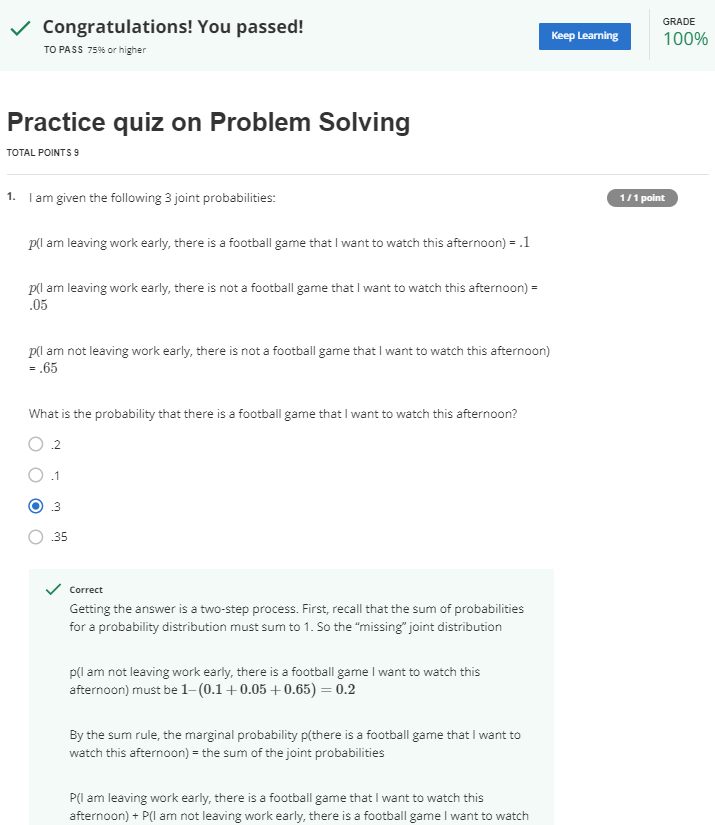 Congratulations! You passed!
TO PASS 75% or higher
Keep Learning
GRADE
100%
Practice quiz on Problem Solving
TOTAL POINTS 9
1. I am given the following 3 joint probabilities:
1 / 1 point
p(I am leaving work early, there is a football game that I want to watch this afternoon) = .1
p(I am leaving work early, there is not a football game that I want to watch this afternoon) =
.05
p(I am not leaving work early, there is not a football game that I want to watch this afternoon)
= .65
What is the probability that there is a football game that I want to watch this afternoon?
.2
.1
.3
.35
Correct
Getting the answer is a two-step process. First, recall that the sum of probabilities
for a probability distribution must sum to 1. So the “missing” joint distribution
p(I am not leaving work early, there is a football game I want to watch this
afternoon) must be 1–(0.1 + 0.05 + 0.65) = 0.2
By the sum rule, the marginal probability p(there is a football game that I want to
watch this afternoon) = the sum of the joint probabilities
P(I am leaving work early, there is a football game that I want to watch this
afternoon) + P(I am not leaving work early, there is a football game I want to watch